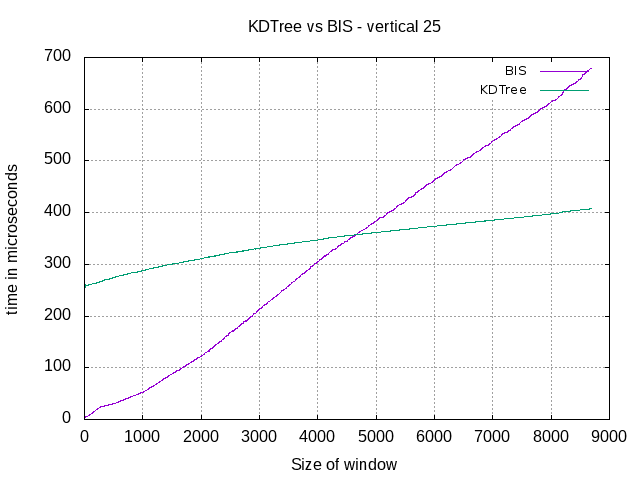 KDTree vs BIS - vertical 25
700
600
500
400
300
200
100
0
time in microseconds
BIS
KDTree
0 1000 2000 3000 4000 5000 6000 7000 8000 9000
Size of window